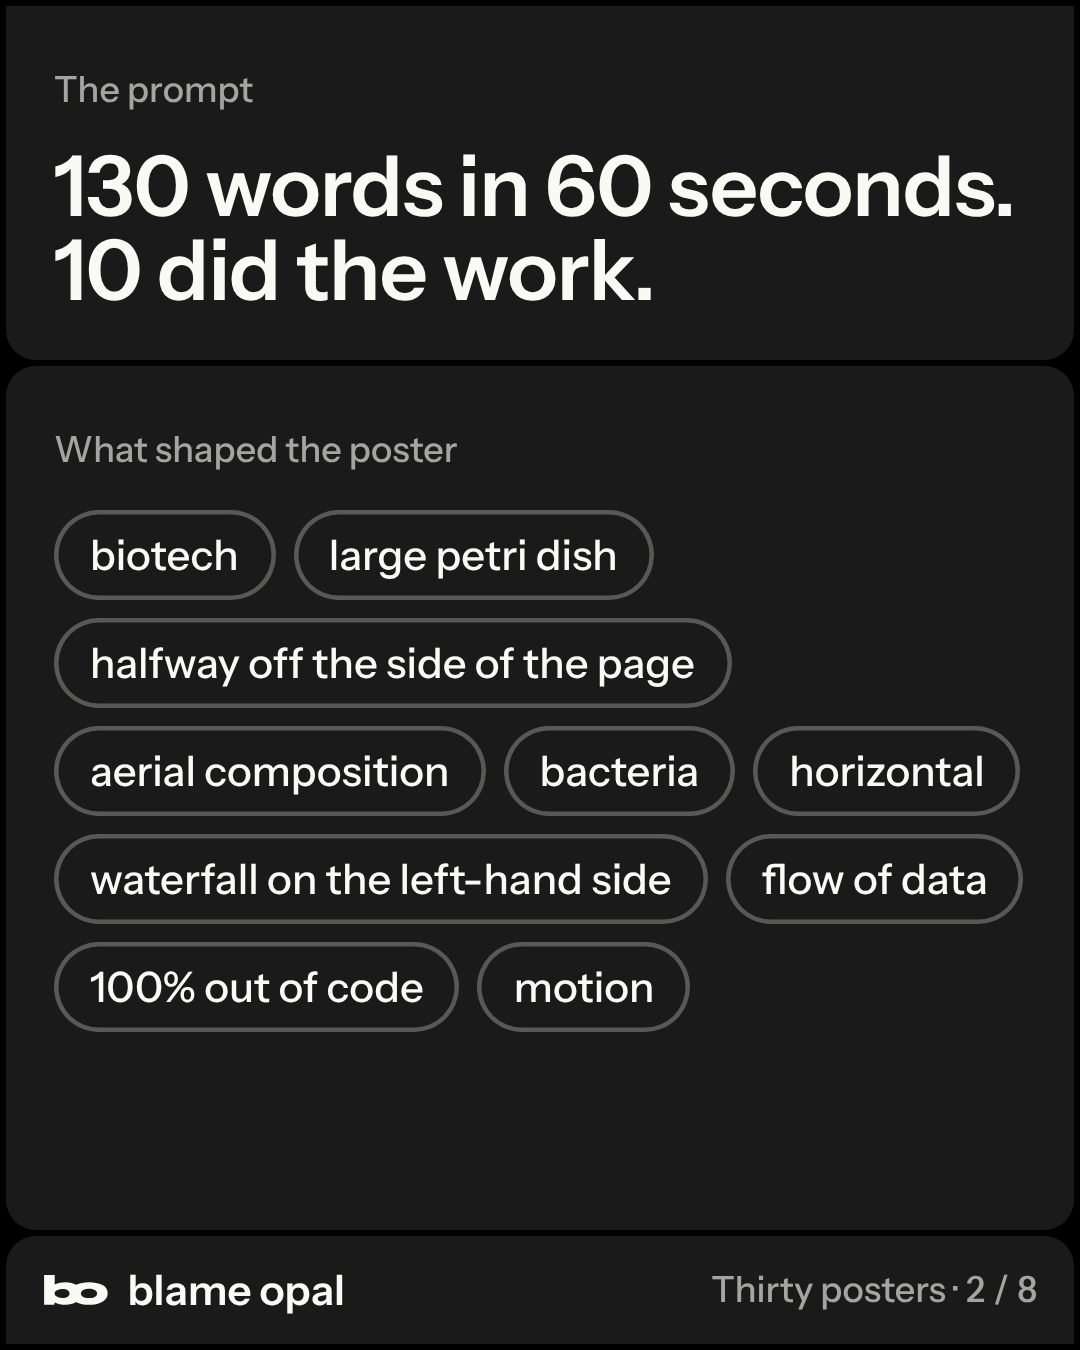 The prompt
130 words in 60 seconds.
10 did the work.
What shaped the poster
biotech large petri dish
halfway off the side of the page
aerial composition bacteria horizontal
waterfall on the left-hand side flow of data
100% out of code motion
bo blame opal Thirty posters · 2 / 8